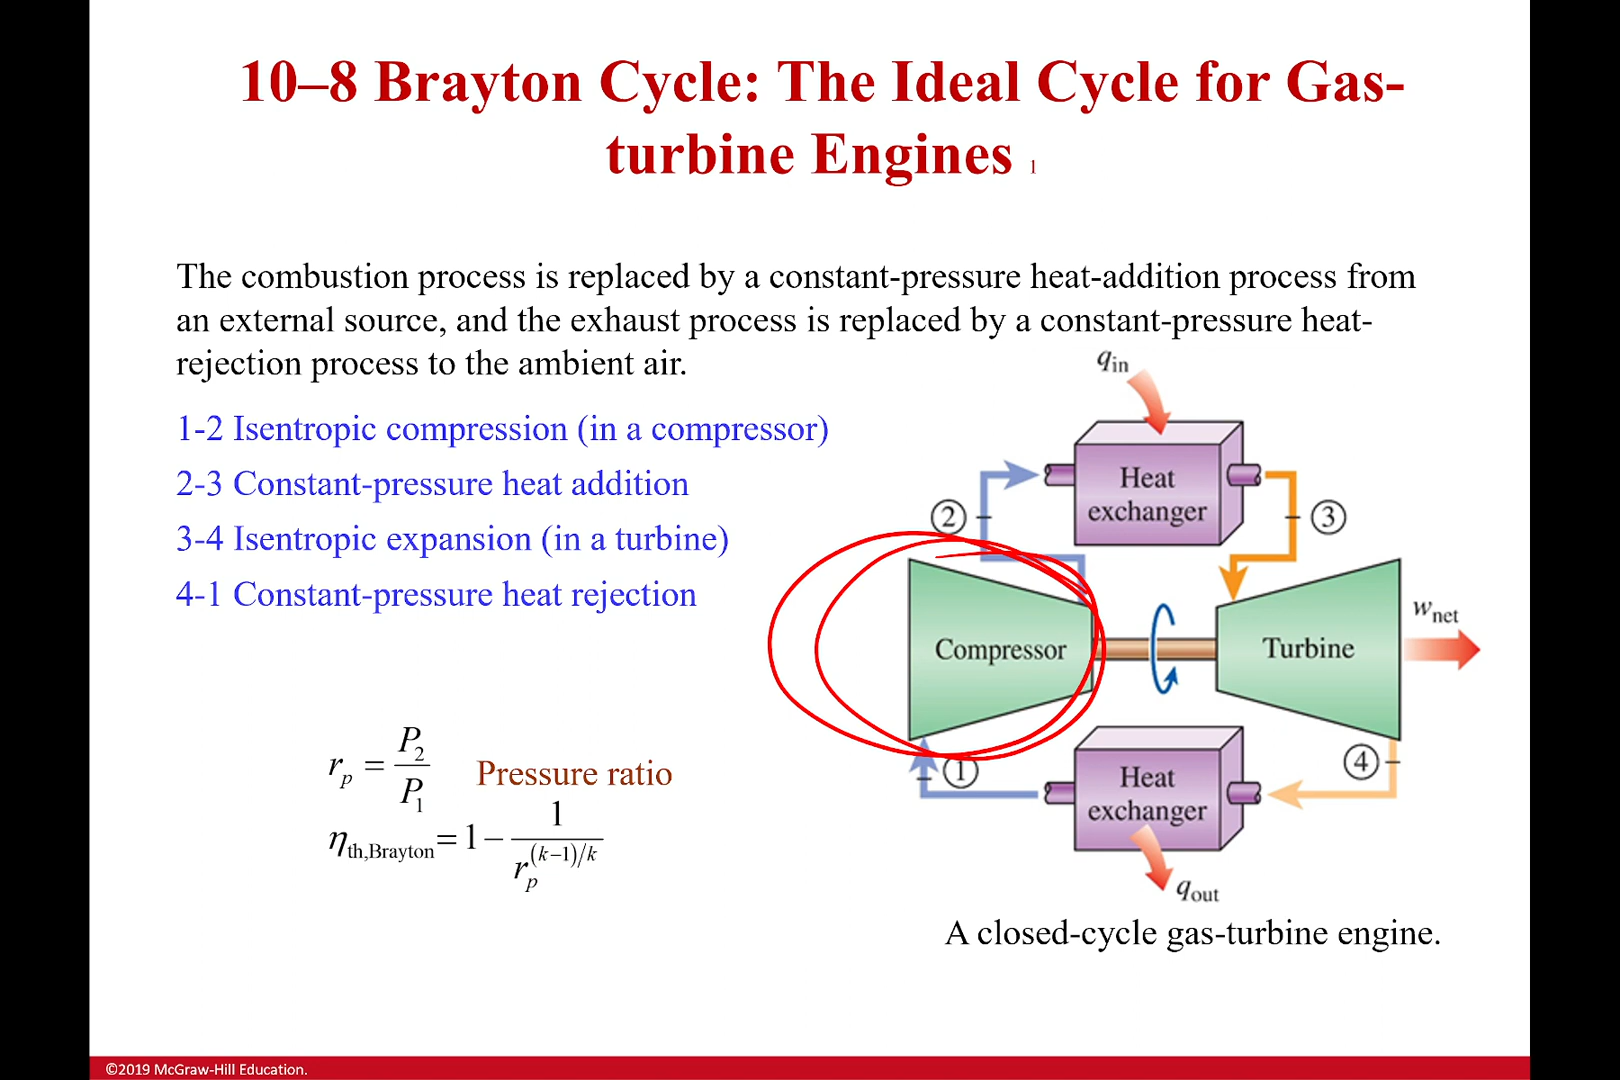 10–8 Brayton Cycle: The Ideal Cycle for Gas-
turbine Engines 1
The combustion process is replaced by a constant-pressure heat-addition process from
an external source, and the exhaust process is replaced by a constant-pressure heat-
rejection process to the ambient air.
1-2 Isentropic compression (in a compressor)
2-3 Constant-pressure heat addition
3-4 Isentropic expansion (in a turbine)
4-1 Constant-pressure heat rejection
r_p = P_2 / P_1
Pressure ratio
η_th,Brayton = 1 − 1 / r_p^(k−1)/k
q_in
Heat
exchanger
2
3
Compressor
Turbine
w_net
1
4
Heat
exchanger
q_out
A closed-cycle gas-turbine engine.
©2019 McGraw-Hill Education.